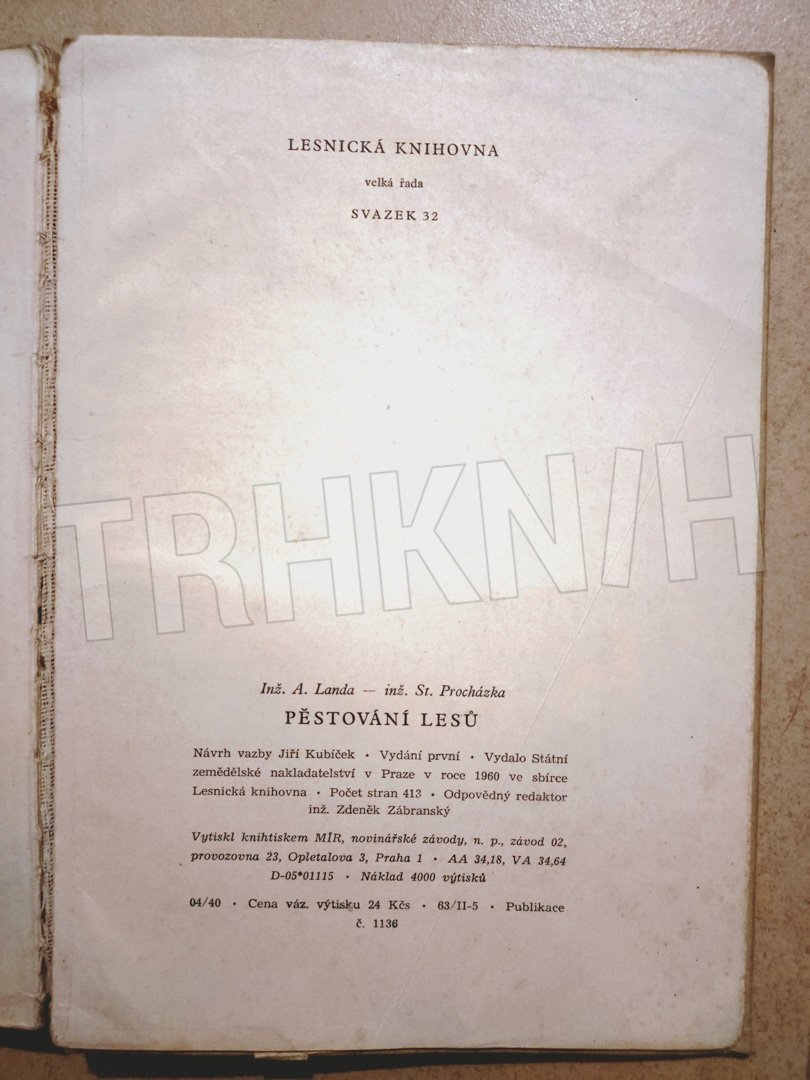 LESNICKÁ KNIHOVNA
velká řada
SVAZEK 32
TRHKNIH
Inž. A. Landa — inž. St. Procházka
PĚSTOVÁNÍ LESŮ
Návrh vazby Jiří Kubíček • Vydání první • Vydalo Státní
zemědělské nakladatelství v Praze v roce 1960 ve sbírce
Lesnická knihovna • Počet stran 413 • Odpovědný redaktor
inž. Zdeněk Zábranský
Vytiskl knihtiskem MÍR, novinářské závody, n. p., závod 02,
provozovna 23, Opletalova 3, Praha 1 • AA 34,18, VA 34,64
D-05*01115 • Náklad 4000 výtisků
04/40 • Cena váz. výtisku 24 Kčs • 63/II-5 • Publikace
č. 1136